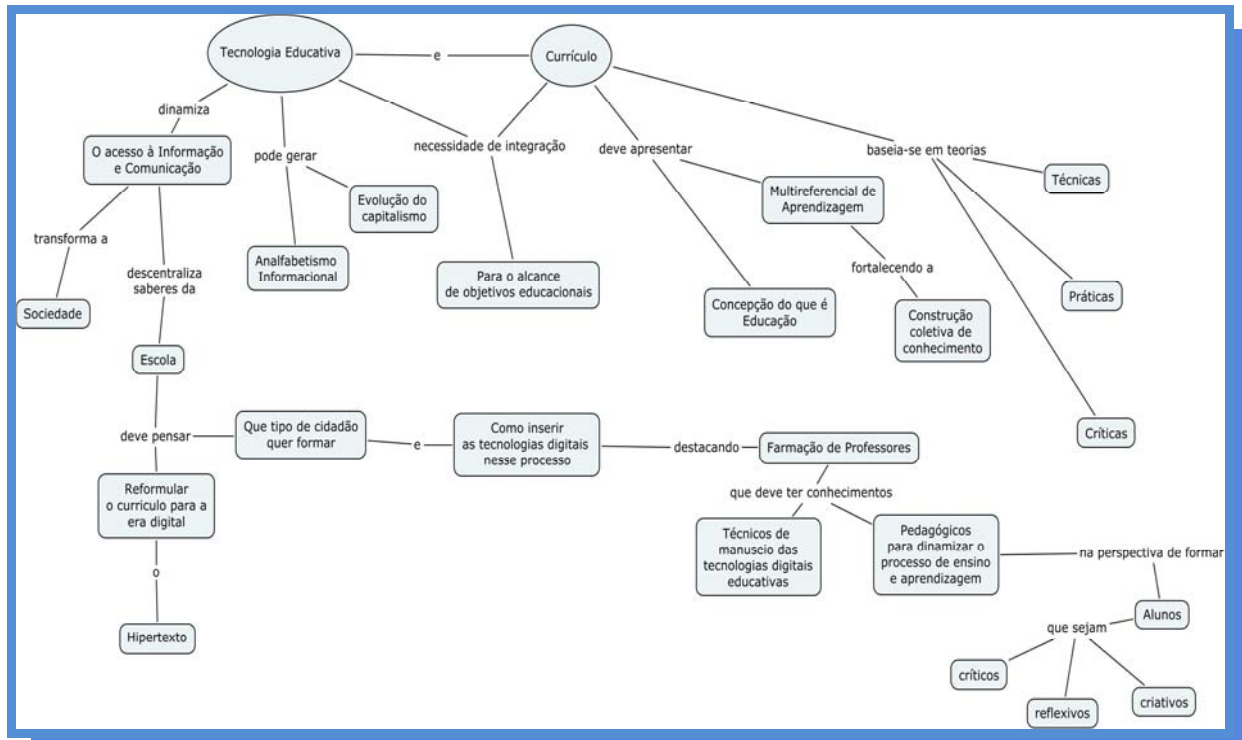 Tecnologia Educativa
e
Currículo
dinamiza
O acesso à Informação
e Comunicação
transforma a
Sociedade
descentraliza
saberes da
Escola
pode gerar
Evolução do
capitalismo
Analfabetismo
Informacional
necessidade de integração
Para o alcance
de objetivos educacionais
deve apresentar
Multireferencial de
Aprendizagem
fortalecendo a
Construção
coletiva de
conhecimento
Concepção do que é
Educação
baseia-se em teorias
Técnicas
Práticas
Críticas
deve pensar
Que tipo de cidadão
quer formar
e
Como inserir
as tecnologias digitais
nesse processo
destacando
Farmação de Professores
Reformular
o curriculo para a
era digital
o
Hipertexto
que deve ter conhecimentos
Técnicos de
manuseio das
tecnologias digitais
educativas
Pedagógicos
para dinamizar o
processo de ensino
e aprendizagem
na perspectiva de formar
Alunos
que sejam
críticos
reflexivos
criativos